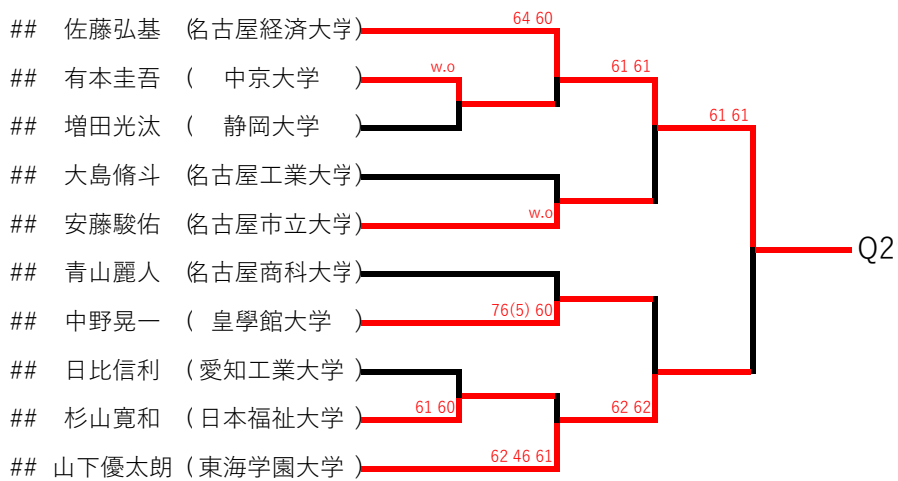 64 60
## 佐藤弘基 (名古屋経済大学)
w.o 61 61
## 有本圭吾 ( 中京大学 )
61 61
## 増田光汰 ( 静岡大学 )
## 大島脩斗 (名古屋工業大学)
w.o
## 安藤駿佑 (名古屋市立大学)
Q2
## 青山麗人 (名古屋商科大学)
76(5) 60
## 中野晃一 ( 皇學館大学 )
## 日比信利 ( 愛知工業大学 )
61 60 62 62
## 杉山寛和 ( 日本福祉大学 )
62 46 61
## 山下優太朗 ( 東海学園大学 )